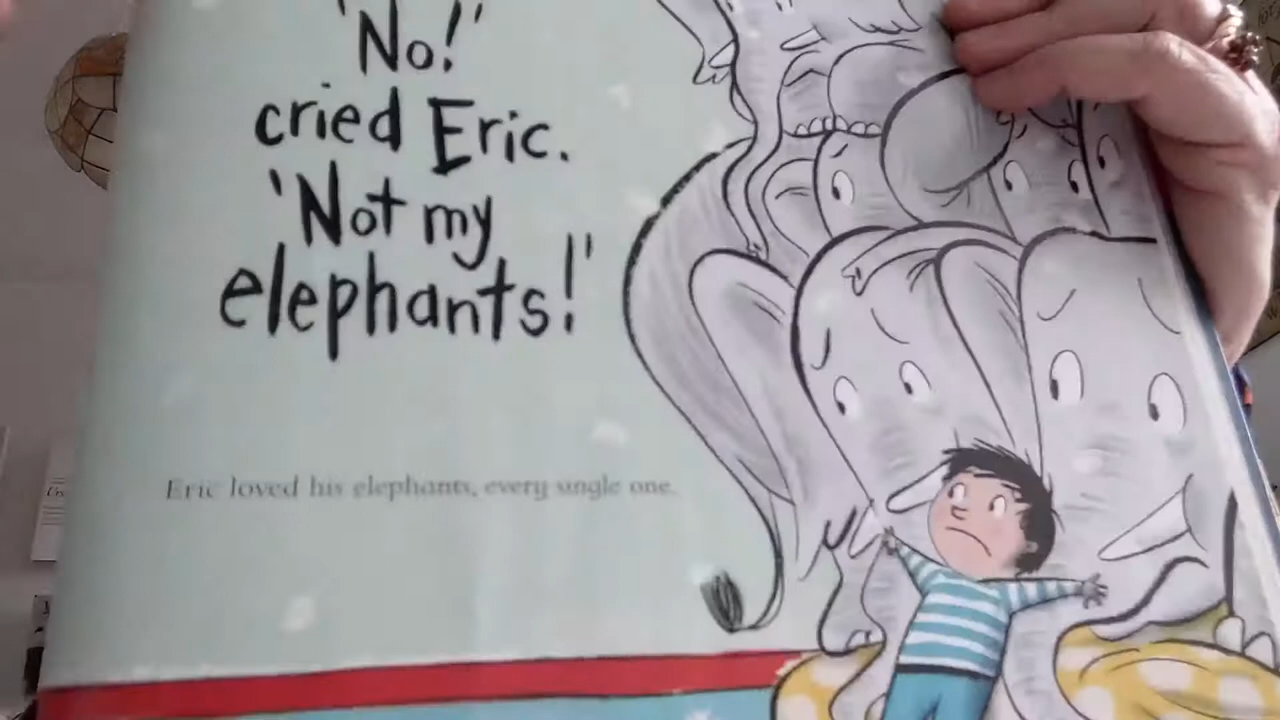 'No!'
cried Eric.
'Not my
elephants!'
Eric loved his elephants, every single one.